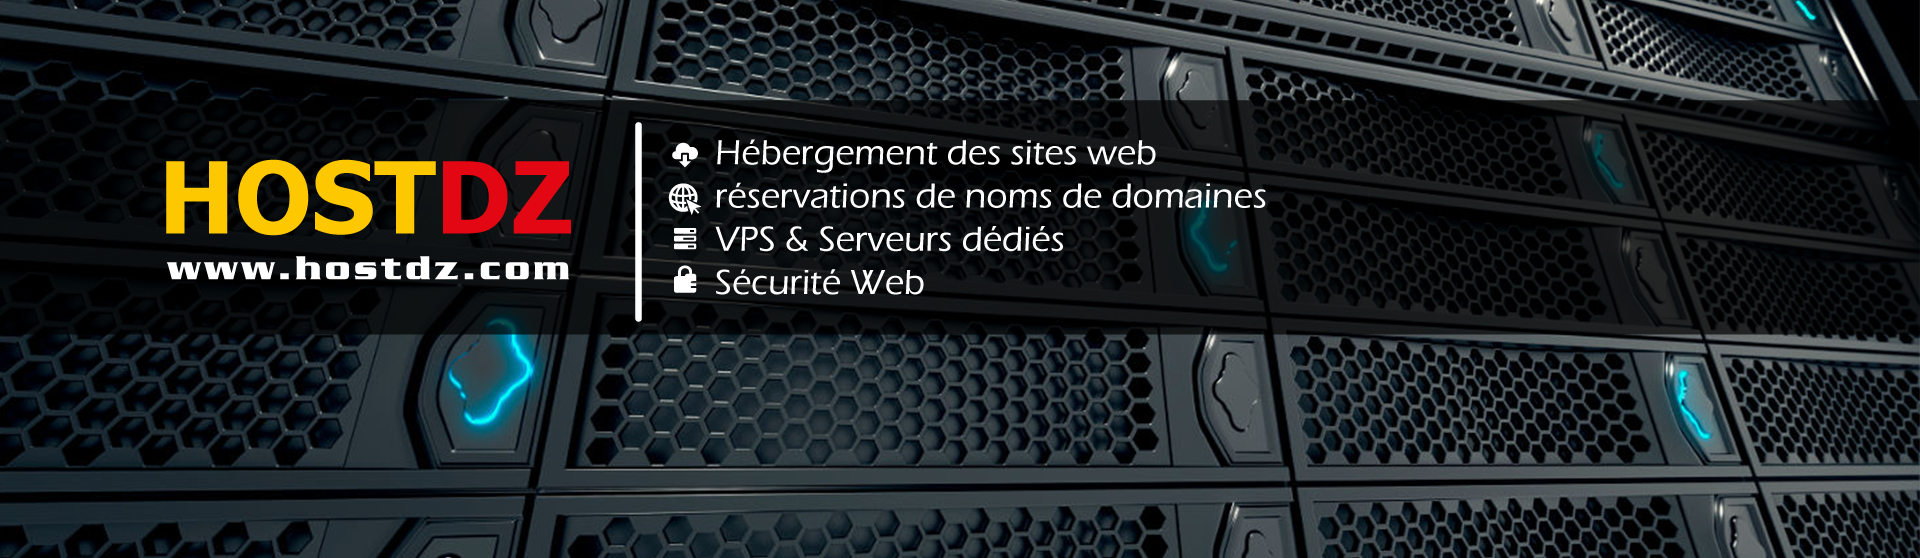 HOSTDZ
www.hostdz.com
Hébergement des sites web
réservations de noms de domaines
VPS & Serveurs dédiés
Sécurité Web